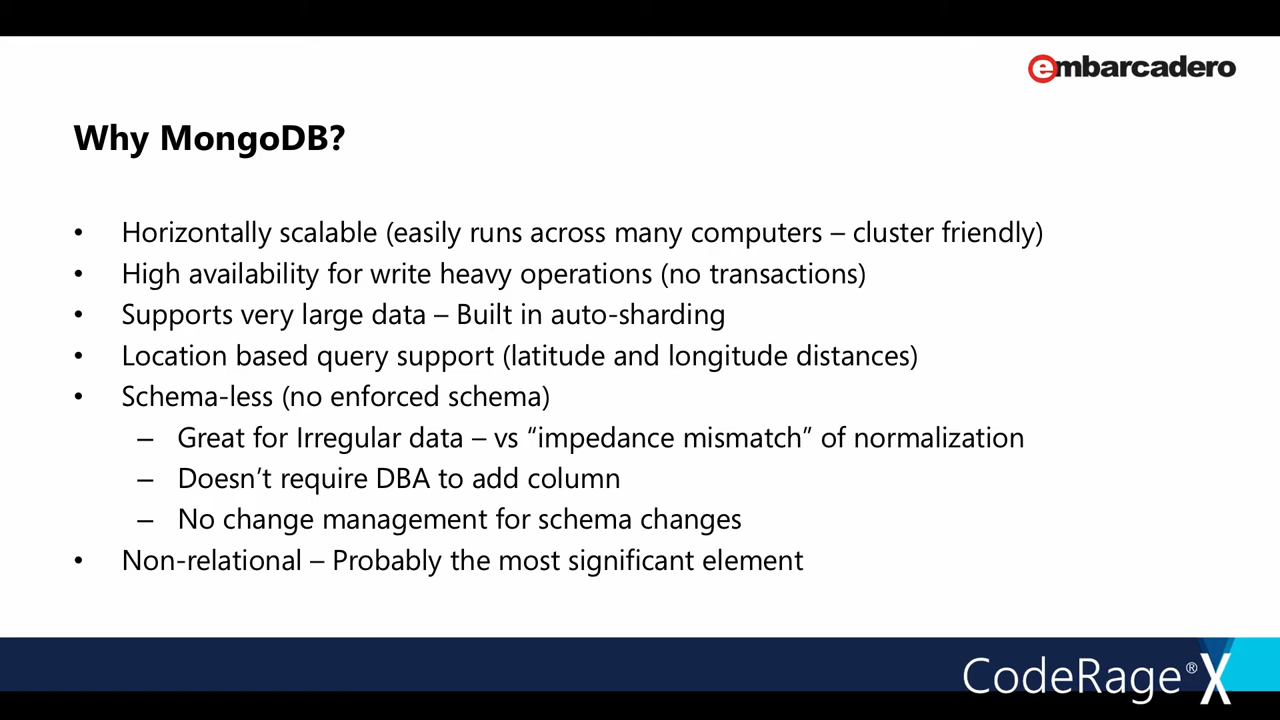 embarcadero
Why MongoDB?
• Horizontally scalable (easily runs across many computers – cluster friendly)
• High availability for write heavy operations (no transactions)
• Supports very large data – Built in auto-sharding
• Location based query support (latitude and longitude distances)
• Schema-less (no enforced schema)
– Great for Irregular data – vs “impedance mismatch” of normalization
– Doesn’t require DBA to add column
– No change management for schema changes
• Non-relational – Probably the most significant element
CodeRage® X